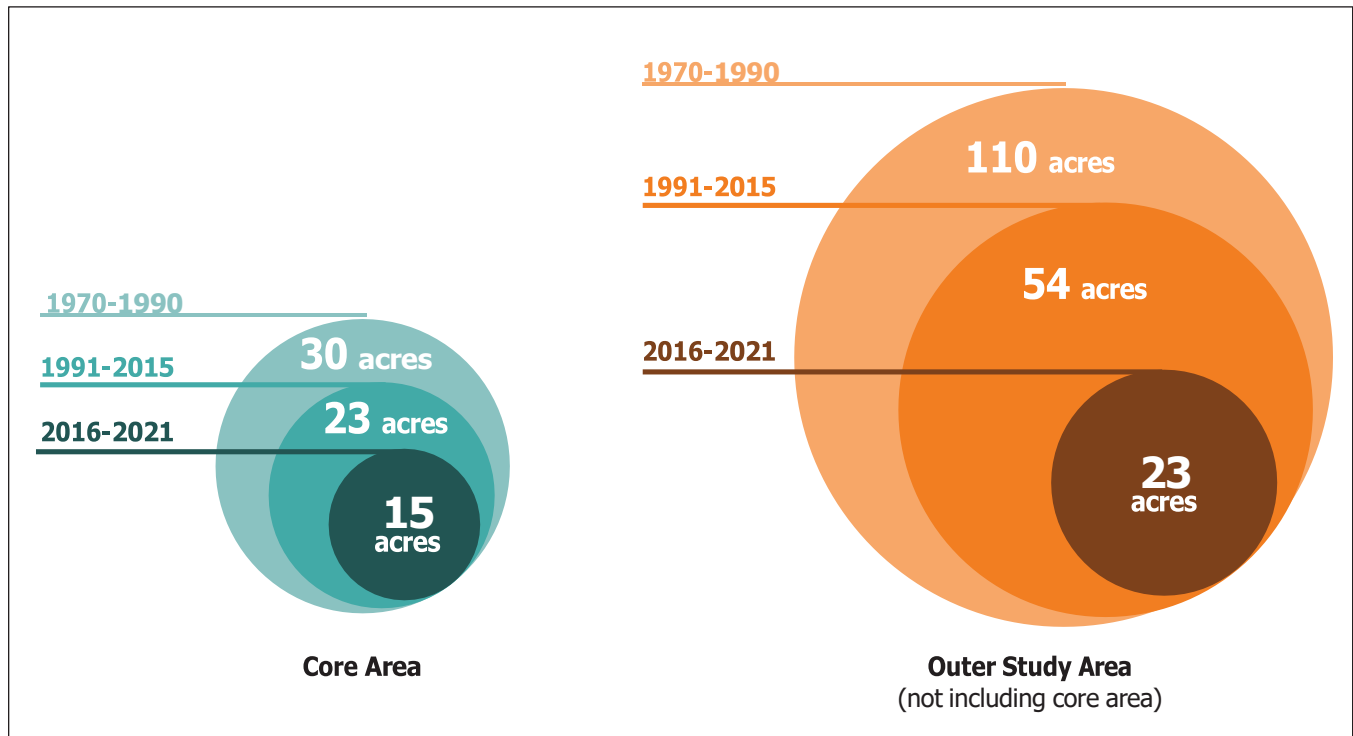 1970-1990
30 acres
1991-2015
23 acres
2016-2021
15
acres
Core Area
1970-1990
110 acres
1991-2015
54 acres
2016-2021
23
acres
Outer Study Area
(not including core area)